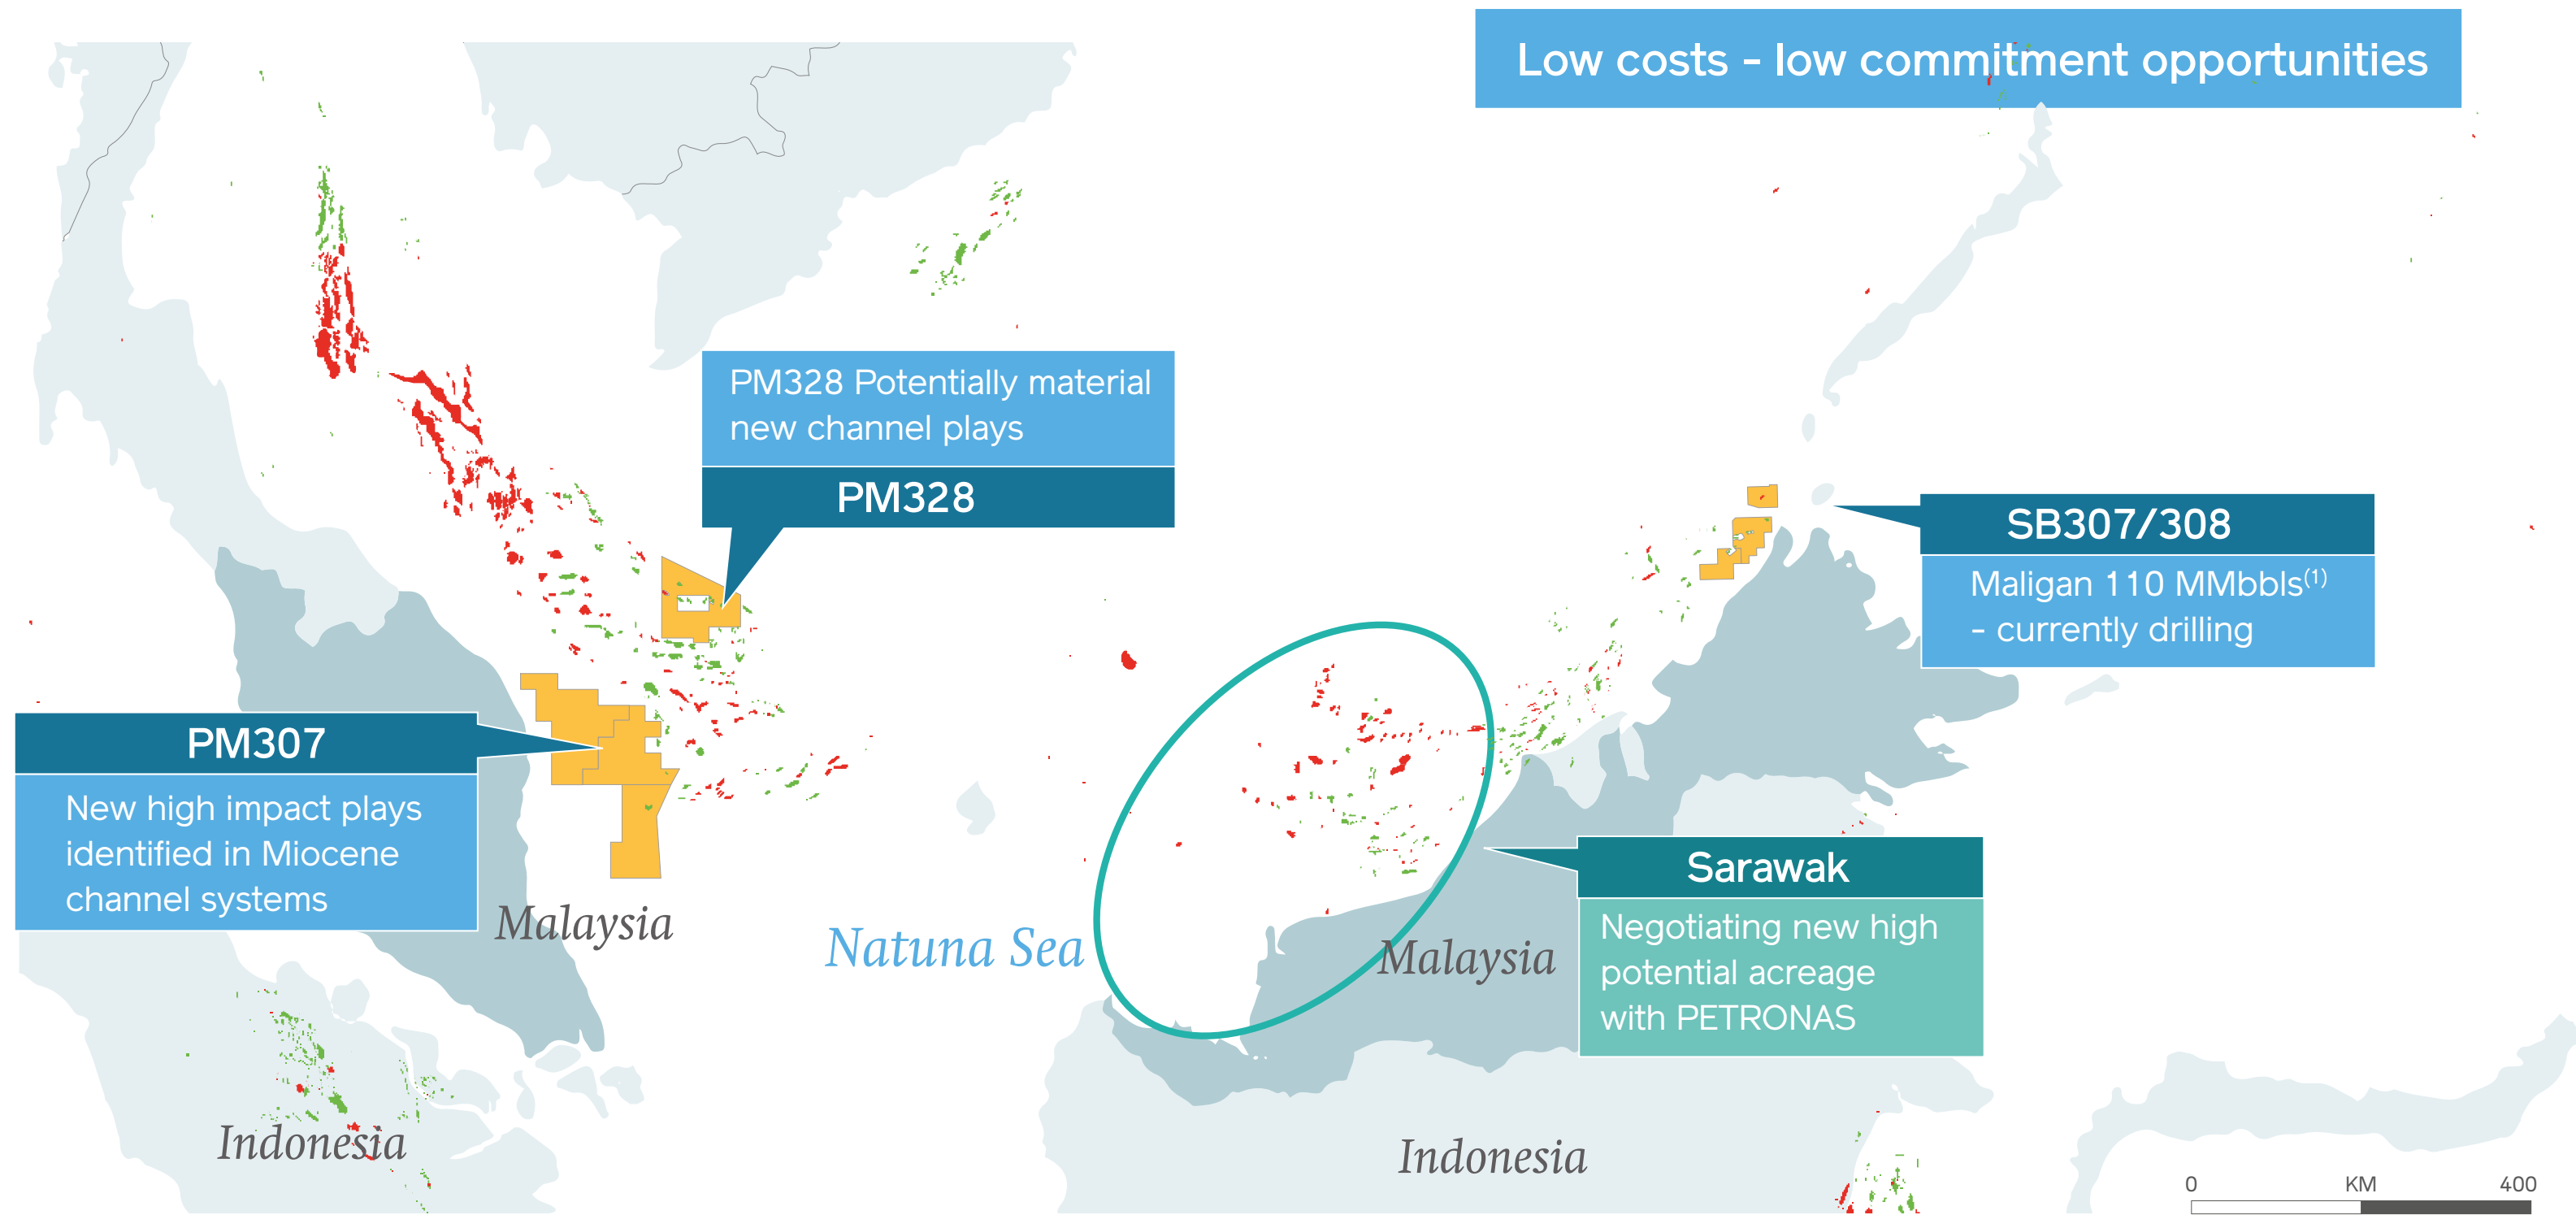 Low costs - low commitment opportunities
PM328 Potentially material
new channel plays
PM328
SB307/308
Maligan 110 MMbbls(1)
- currently drilling
PM307
New high impact plays
identified in Miocene
channel systems
Sarawak
Negotiating new high
potential acreage
with PETRONAS
Malaysia
Natuna Sea
Malaysia
Indonesia
Indonesia
0 KM 400